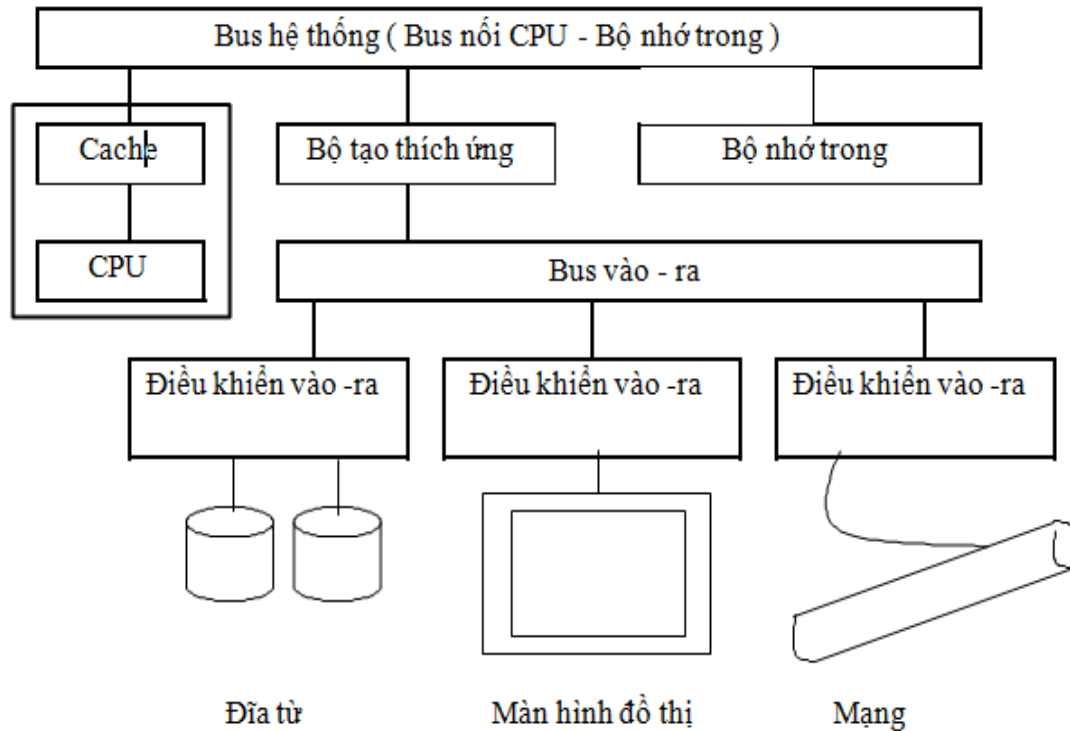 Bus hệ thống ( Bus nối CPU - Bộ nhớ trong )
Cache
Bộ tạo thích ứng
Bộ nhớ trong
CPU
Bus vào - ra
Điều khiển vào -ra
Điều khiển vào -ra
Điều khiển vào -ra
Đĩa từ
Màn hình đồ thị
Mạng